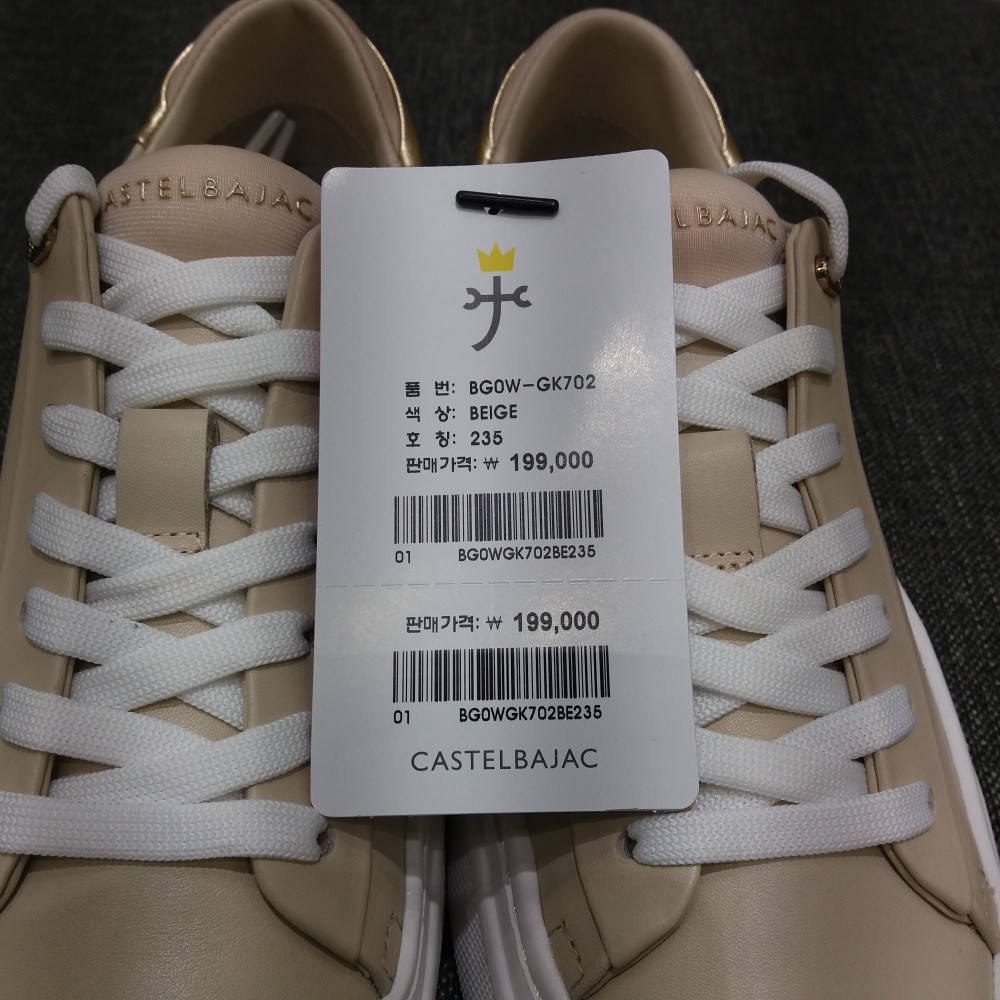 CASTELBAJAC
LBAJAC
품 번: BG0W-GK702
색 상: BEIGE
호 칭: 235
판매가격: ₩ 199,000
01 BG0WGK702BE235
판매가격: ₩ 199,000
01 BG0WGK702BE235
CASTELBAJAC